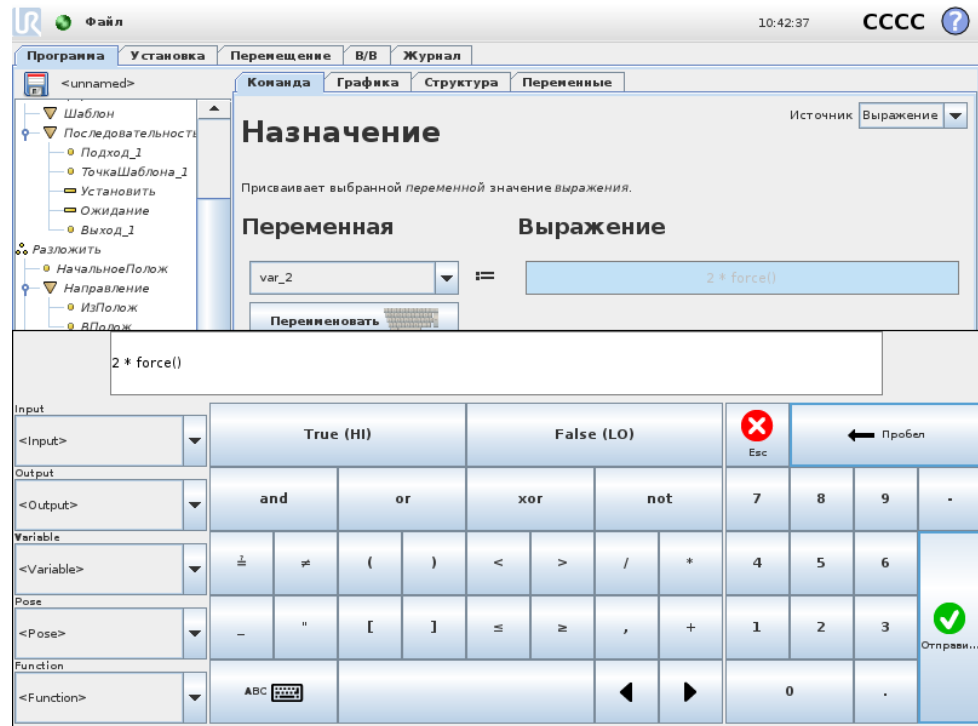 UR Файл 10:42:37 CCCC ?
Программа Установка Перемещение В/В Журнал
<unnamed> Команда Графика Структура Переменные
Шаблон
Последовательность
Подход_1
ТочкаШаблона_1
Установить
Ожидание
Выход_1
Разложить
НачальноеПолож
Направление
ИзПолож
ВПолож
Назначение
Источник Выражение
Присваивает выбранной переменной значение выражения.
Переменная Выражение
var_2 := 2 * force()
Переименовать
2 * force()
Input
<Input> True (HI) False (LO) Esc Пробел
Output
<Output> and or xor not 7 8 9 -
Variable
<Variable> ≟ ≠ ( ) < > / * 4 5 6
Pose
<Pose> _ " [ ] ≤ ≥ , + 1 2 3 Отправи...
Function
<Function> ABC 0 .